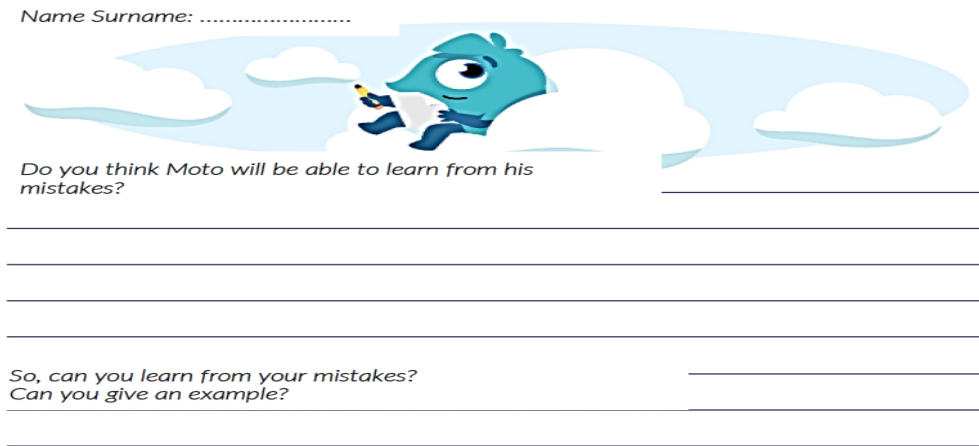 Name Surname: ........................
Do you think Moto will be able to learn from his
mistakes?
So, can you learn from your mistakes?
Can you give an example?